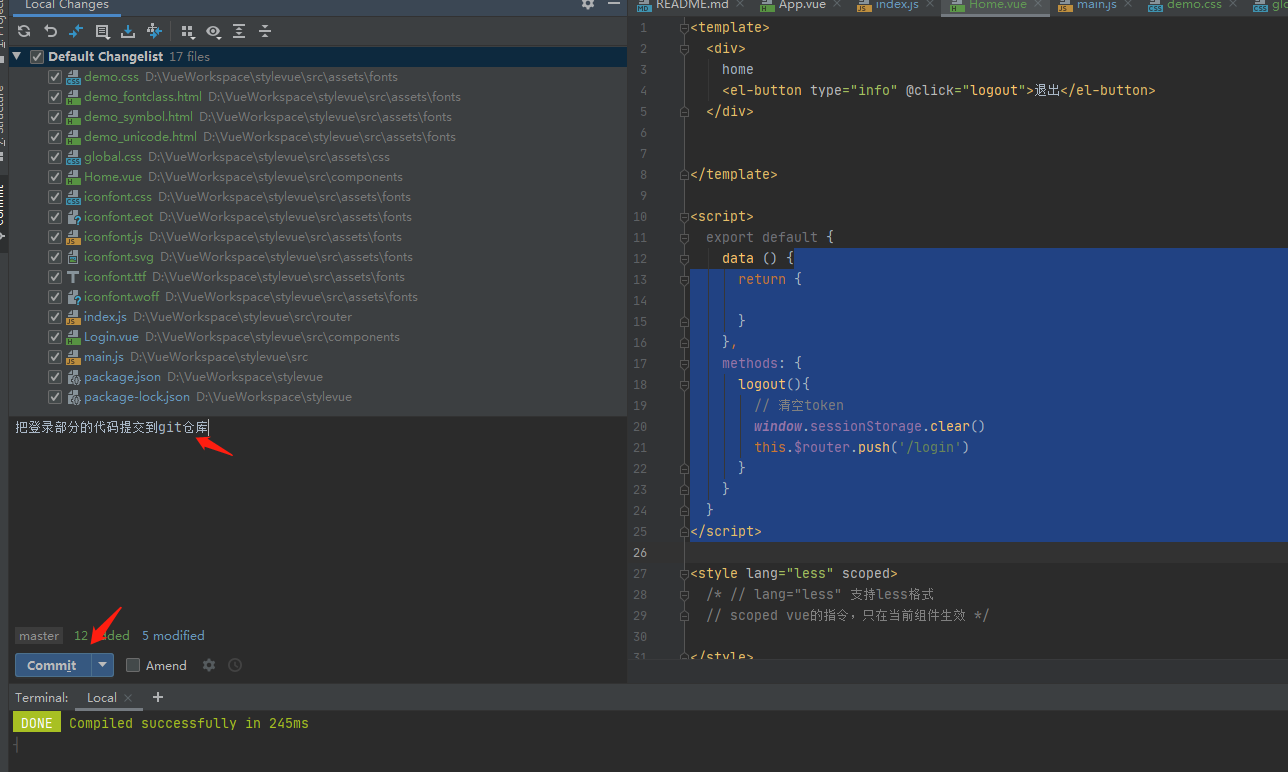 Local Changes
Default Changelist 17 files
demo.css D:\VueWorkspace\stylevue\src\assets\fonts
demo_fontclass.html D:\VueWorkspace\stylevue\src\assets\fonts
demo_symbol.html D:\VueWorkspace\stylevue\src\assets\fonts
demo_unicode.html D:\VueWorkspace\stylevue\src\assets\fonts
global.css D:\VueWorkspace\stylevue\src\assets\css
Home.vue D:\VueWorkspace\stylevue\src\components
iconfont.css D:\VueWorkspace\stylevue\src\assets\fonts
iconfont.eot D:\VueWorkspace\stylevue\src\assets\fonts
iconfont.js D:\VueWorkspace\stylevue\src\assets\fonts
iconfont.svg D:\VueWorkspace\stylevue\src\assets\fonts
iconfont.ttf D:\VueWorkspace\stylevue\src\assets\fonts
iconfont.woff D:\VueWorkspace\stylevue\src\assets\fonts
index.js D:\VueWorkspace\stylevue\src\router
Login.vue D:\VueWorkspace\stylevue\src\components
main.js D:\VueWorkspace\stylevue\src
package.json D:\VueWorkspace\stylevue
package-lock.json D:\VueWorkspace\stylevue
把登录部分的代码提交到git仓库
master 12 5 modified
Commit Amend
README.md App.vue index.js Home.vue main.js demo.css
1 <template>
2 <div>
3 home
4 <el-button type="info" @click="logout">退出</el-button>
5 </div>
6
7
8 </template>
9
10 <script>
11 export default {
12 data () {
13 return {
14
15 }
16 },
17 methods: {
18 logout(){
19 // 清空token
20 window.sessionStorage.clear()
21 this.$router.push('/login')
22 }
23 }
24 }
25 </script>
26
27 <style lang="less" scoped>
28 /* // lang="less" 支持less格式
29 // scoped vue的指令，只在当前组件生效 */
30
31 </style>
Terminal: Local
DONE Compiled successfully in 245ms